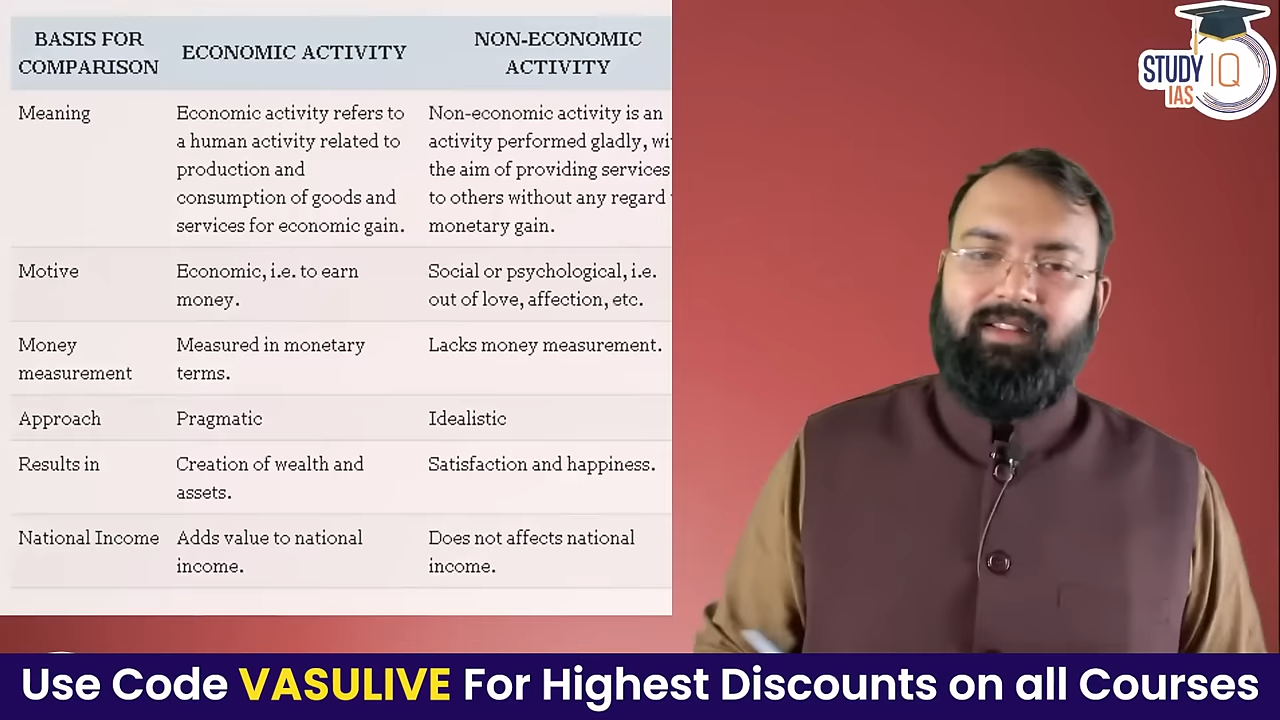 BASIS FOR COMPARISON ECONOMIC ACTIVITY NON-ECONOMIC ACTIVITY
Meaning
Economic activity refers to
a human activity related to
production and
consumption of goods and
services for economic gain.
Non-economic activity is an
activity performed gladly,
the aim of providing services
to others without any regard
monetary gain.
Motive
Economic, i.e. to earn
money.
Social or psychological, i.e.
out of love, affection, etc.
Money
measurement
Measured in monetary
terms.
Lacks money measurement.
Approach
Pragmatic
Idealistic
Results in
Creation of wealth and
assets.
Satisfaction and happiness.
National Income
Adds value to national
income.
Does not affects national
income.
STUDY IQ
IAS
Use Code VASULIVE For Highest Discounts on all Courses